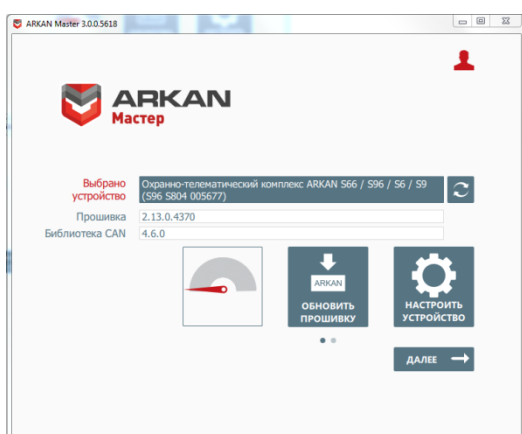 ARKAN Master 3.0.0.5618
ARKAN
Мастер
Выбрано
устройство
Охранно-телематический комплекс ARKAN S66 / S96 / S6 / S9
(S96 S804 005677)
Прошивка
2.13.0.4370
Библиотека CAN
4.6.0
ARKAN
ОБНОВИТЬ
ПРОШИВКУ
НАСТРОИТЬ
УСТРОЙСТВО
ДАЛЕЕ